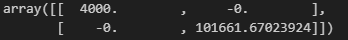 array([[  4000.        ,     -0.        ],
       [    -0.        , 101661.67023924]])